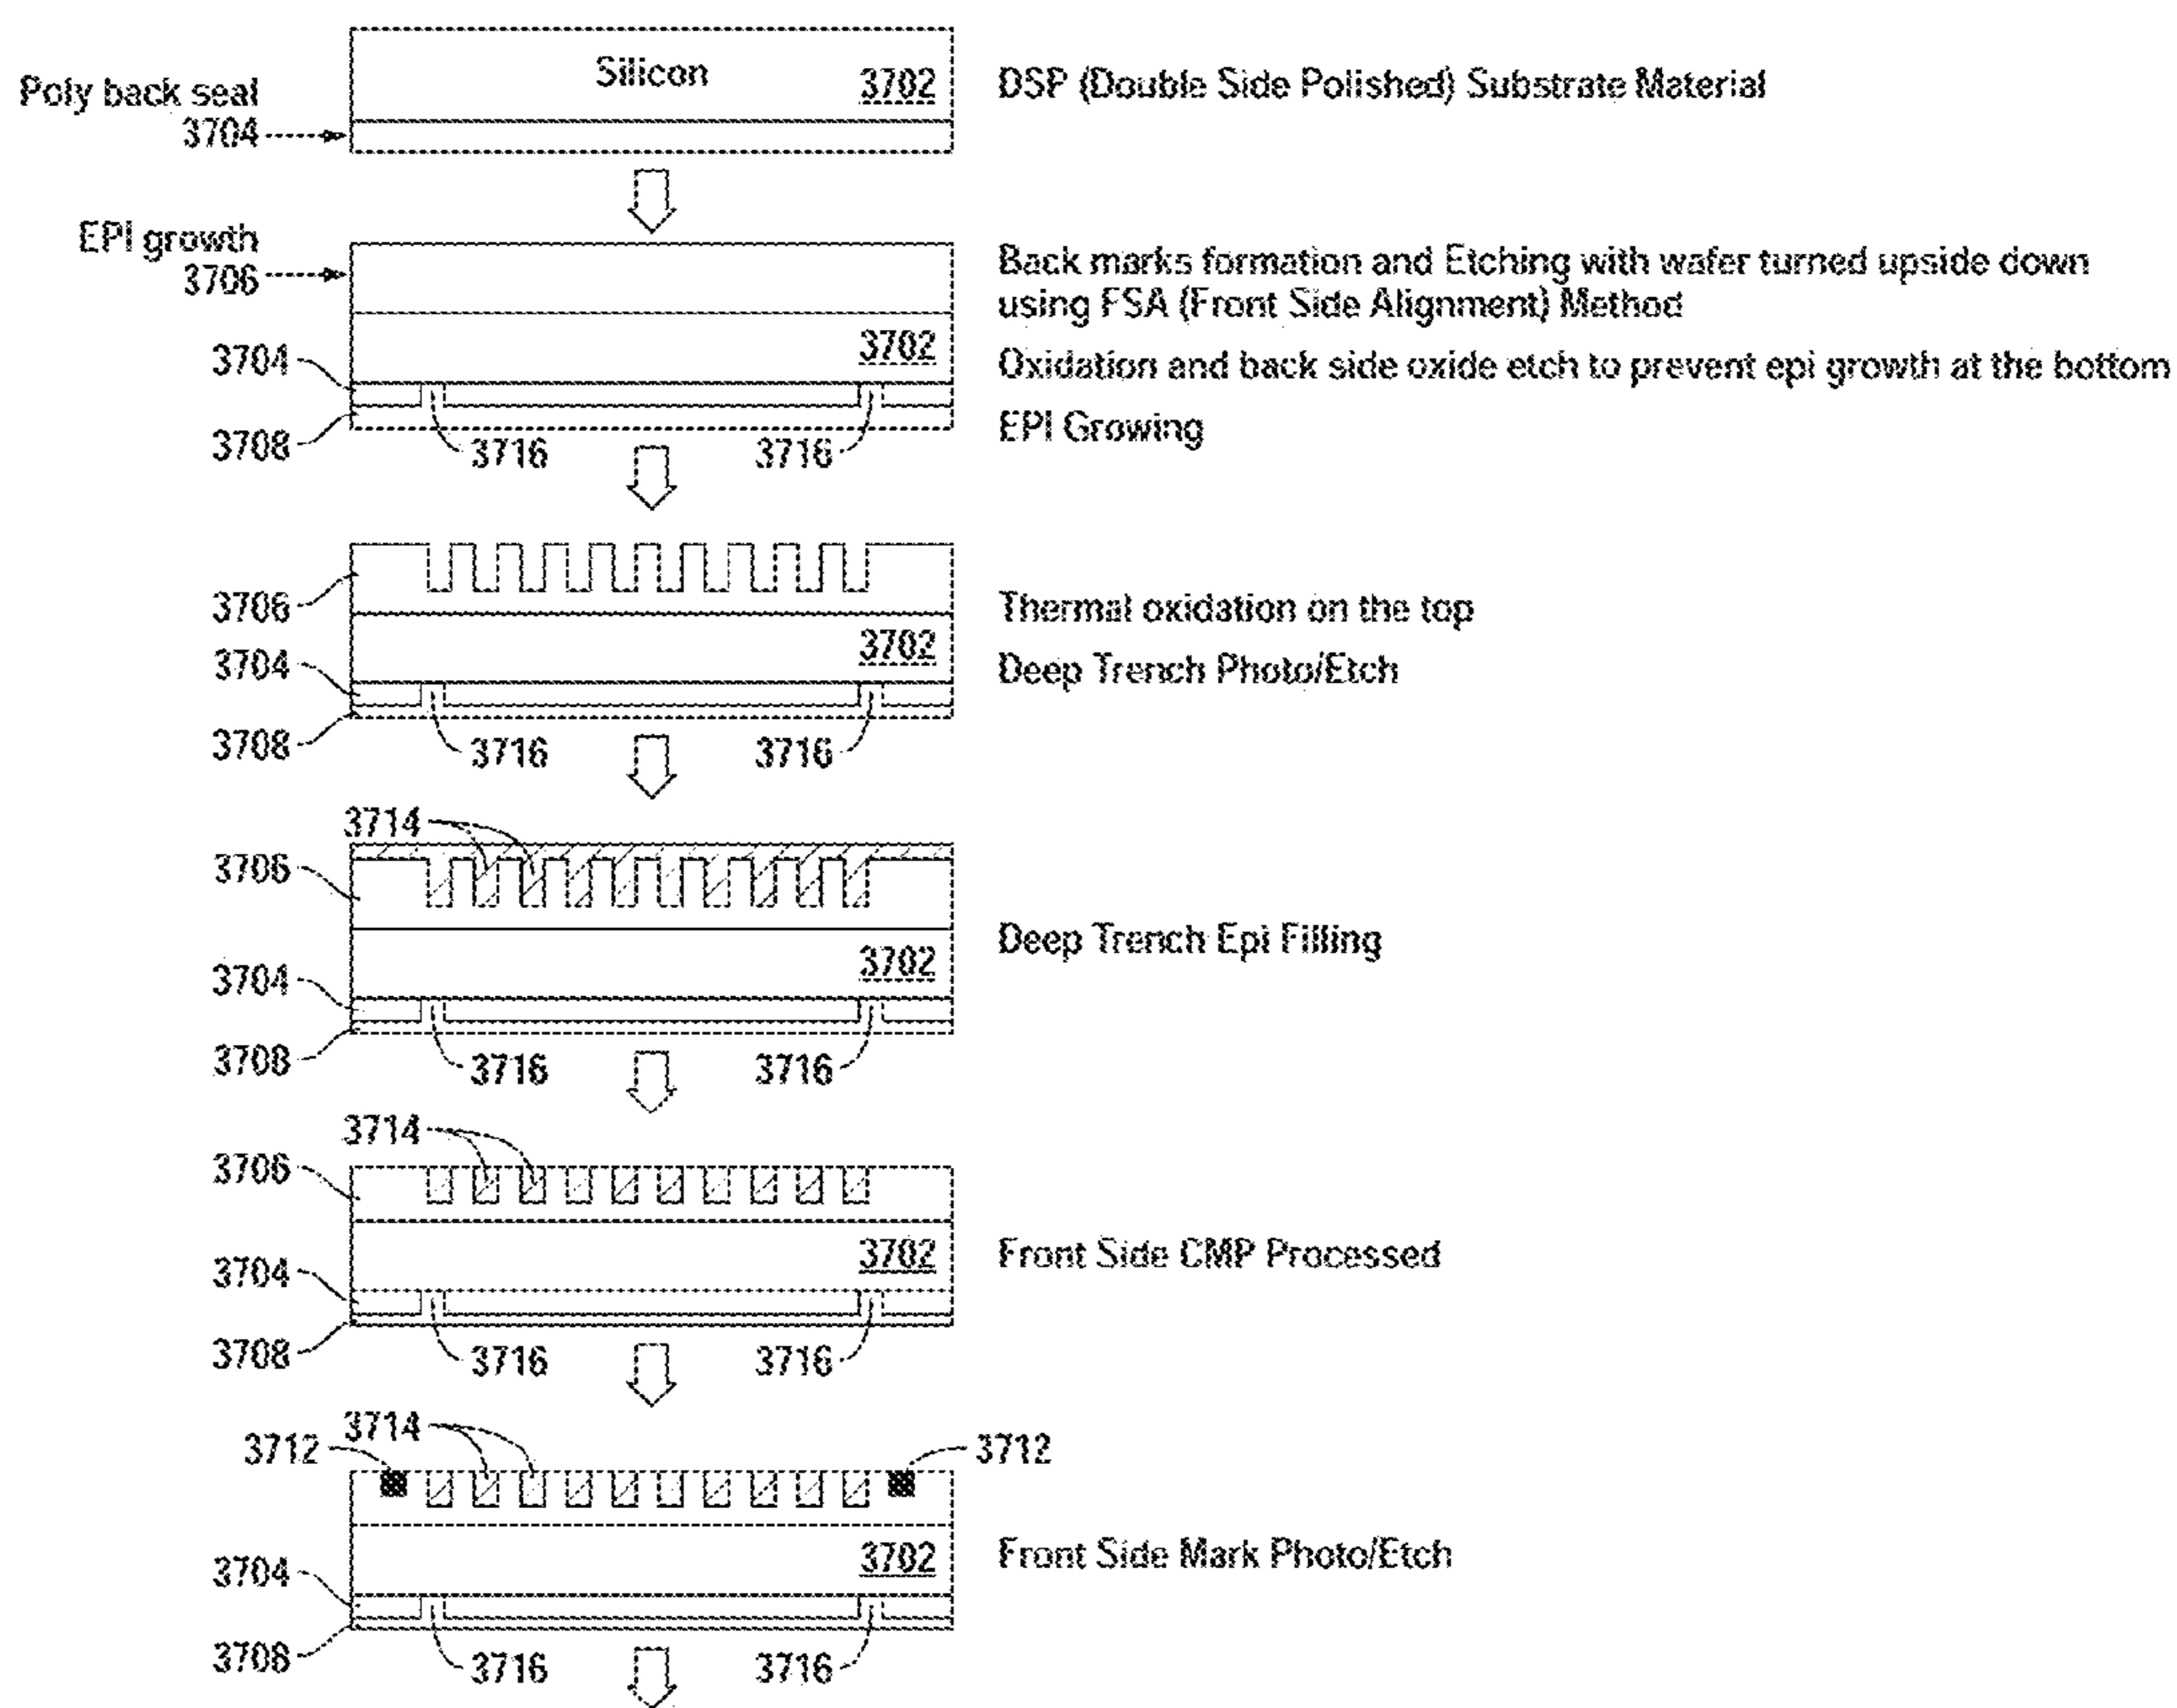 Silicon
3702
DSP (Double Side Polished) Substrate Material
Poly back seal
3704
EPI growth
3706
Back marks formation and Etching with wafer turned upside down
using FSA (Front Side Alignment) Method
3702
3704
Oxidation and back side oxide etch to prevent epi growth at the bottom
EPI Growing
3708
3716
3716
3706
Thermal oxidation on the top
3702
3704
Deep Trench Photo/Etch
3708
3716
3716
3714
3706
Deep Trench Epi Filling
3702
3704
3708
3716
3716
3714
3706
3702
Front Side CMP Processed
3704
3708
3716
3716
3712
3714
3712
3702
Front Side Mark Photo/Etch
3704
3708
3716
3716